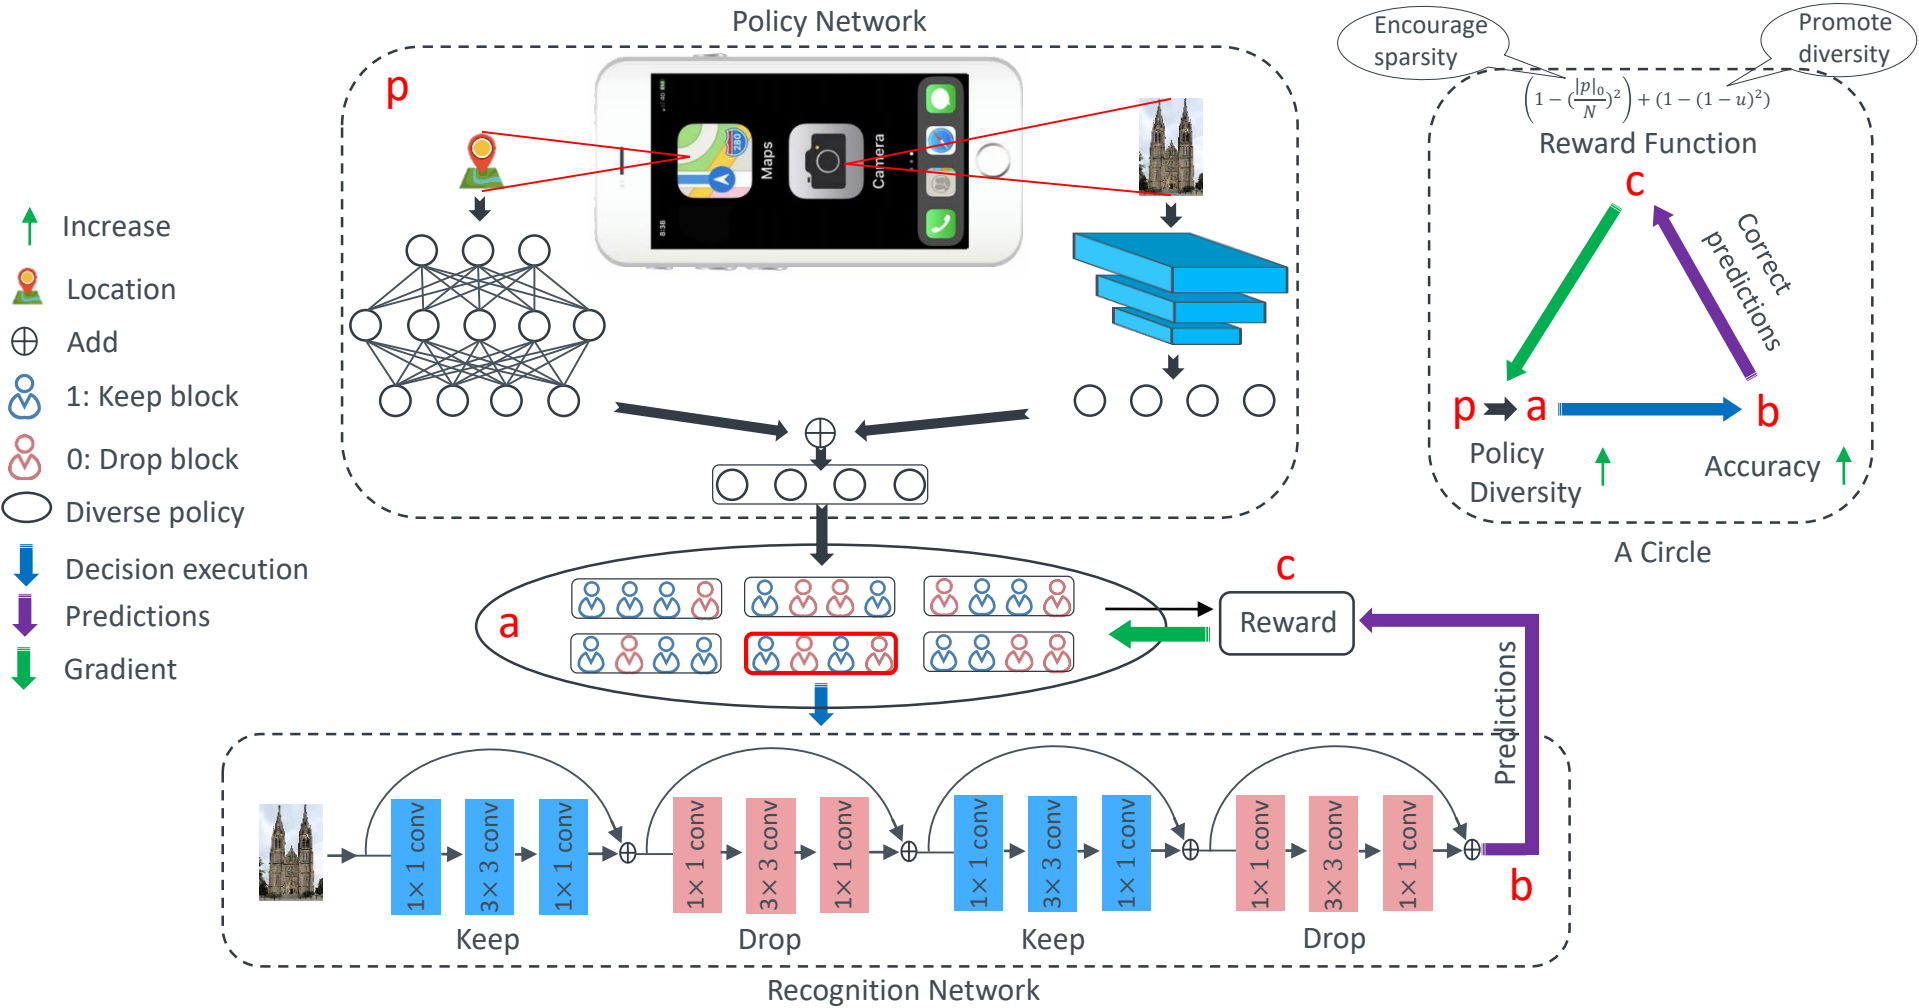 Policy Network
p
8:38
Maps
280
Camera
Encourage
sparsity
Promote
diversity
(1 − (|p|₀/N)²) + (1 − (1 − u)²)
Reward Function
c
Correct
predictions
p
a
b
Policy
Diversity
Accuracy
A Circle
Increase
Location
Add
1: Keep block
0: Drop block
Diverse policy
Decision execution
Predictions
Gradient
a
c
Reward
Predictions
1× 1 conv
3× 3 conv
1× 1 conv
1× 1 conv
3× 3 conv
1× 1 conv
1× 1 conv
3× 3 conv
1× 1 conv
1× 1 conv
3× 3 conv
1× 1 conv
b
Keep
Drop
Keep
Drop
Recognition Network